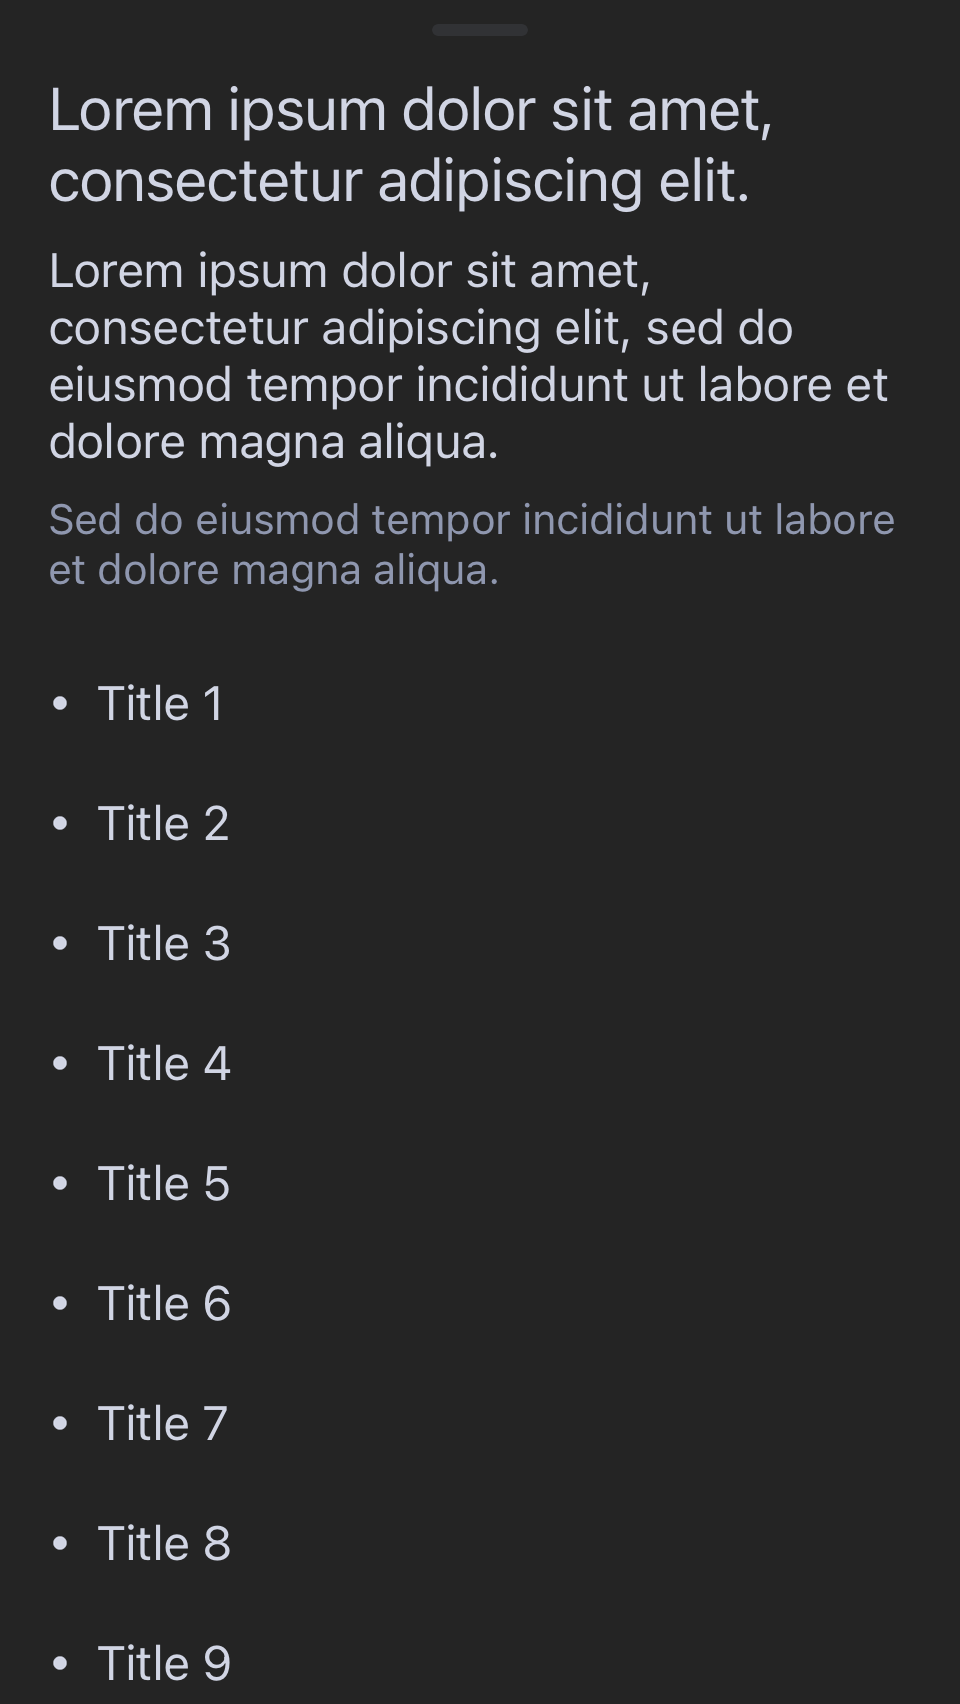 Lorem ipsum dolor sit amet,
consectetur adipiscing elit.
Lorem ipsum dolor sit amet,
consectetur adipiscing elit, sed do
eiusmod tempor incididunt ut labore et
dolore magna aliqua.
Sed do eiusmod tempor incididunt ut labore
et dolore magna aliqua.
• Title 1
• Title 2
• Title 3
• Title 4
• Title 5
• Title 6
• Title 7
• Title 8
• Title 9